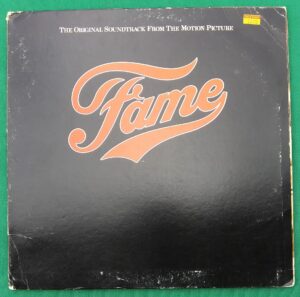 THE ORIGINAL SOUNDTRACK FROM THE MOTION PICTURE
Fame